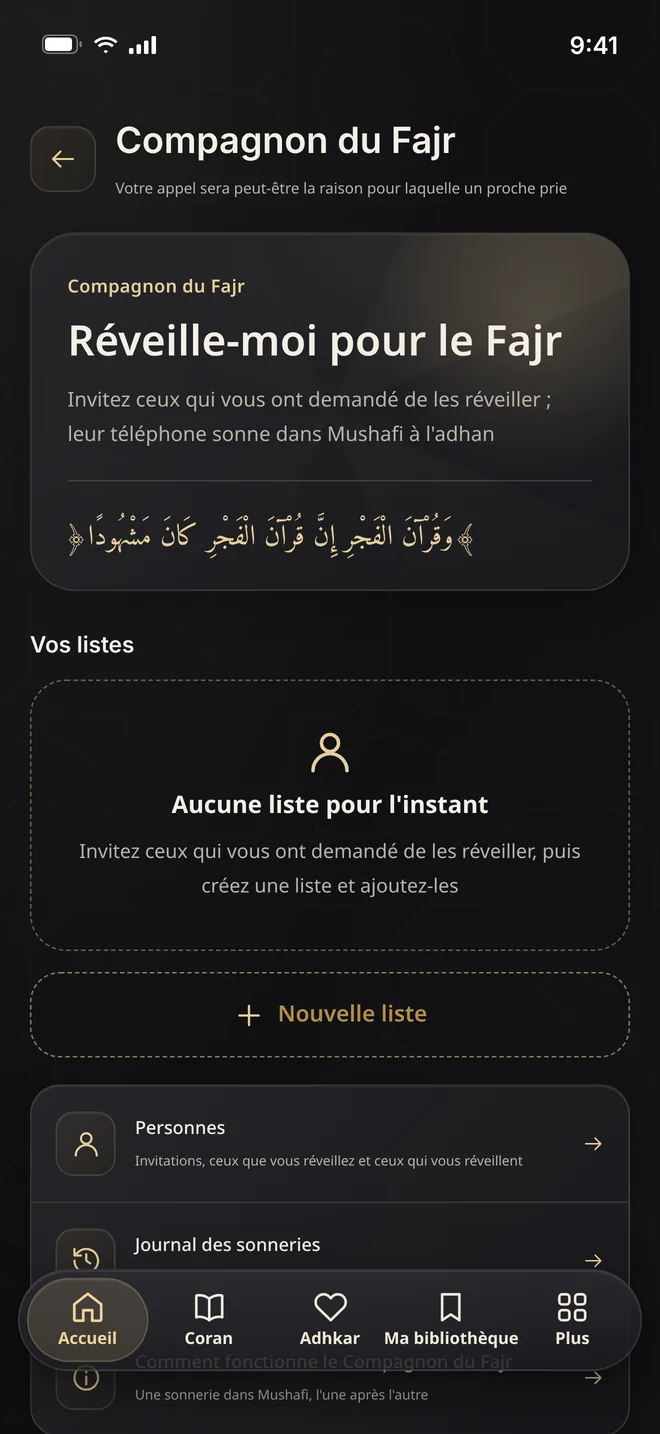 9:41
Compagnon du Fajr
Votre appel sera peut-être la raison pour laquelle un proche prie
Compagnon du Fajr
Réveille-moi pour le Fajr
Invitez ceux qui vous ont demandé de les réveiller ;
leur téléphone sonne dans Mushafi à l'adhan
﴿وَقُرْآنَ الْفَجْرِ إِنَّ قُرْآنَ الْفَجْرِ كَانَ مَشْهُودًا﴾
Vos listes
Aucune liste pour l'instant
Invitez ceux qui vous ont demandé de les réveiller, puis
créez une liste et ajoutez-les
Nouvelle liste
Personnes
Invitations, ceux que vous réveillez et ceux qui vous réveillent
Journal des sonneries
Accueil
Coran
Adhkar
Ma bibliothèque
Plus
Comment fonctionne le Compagnon du Fajr
Une sonnerie dans Mushafi, l'une après l'autre